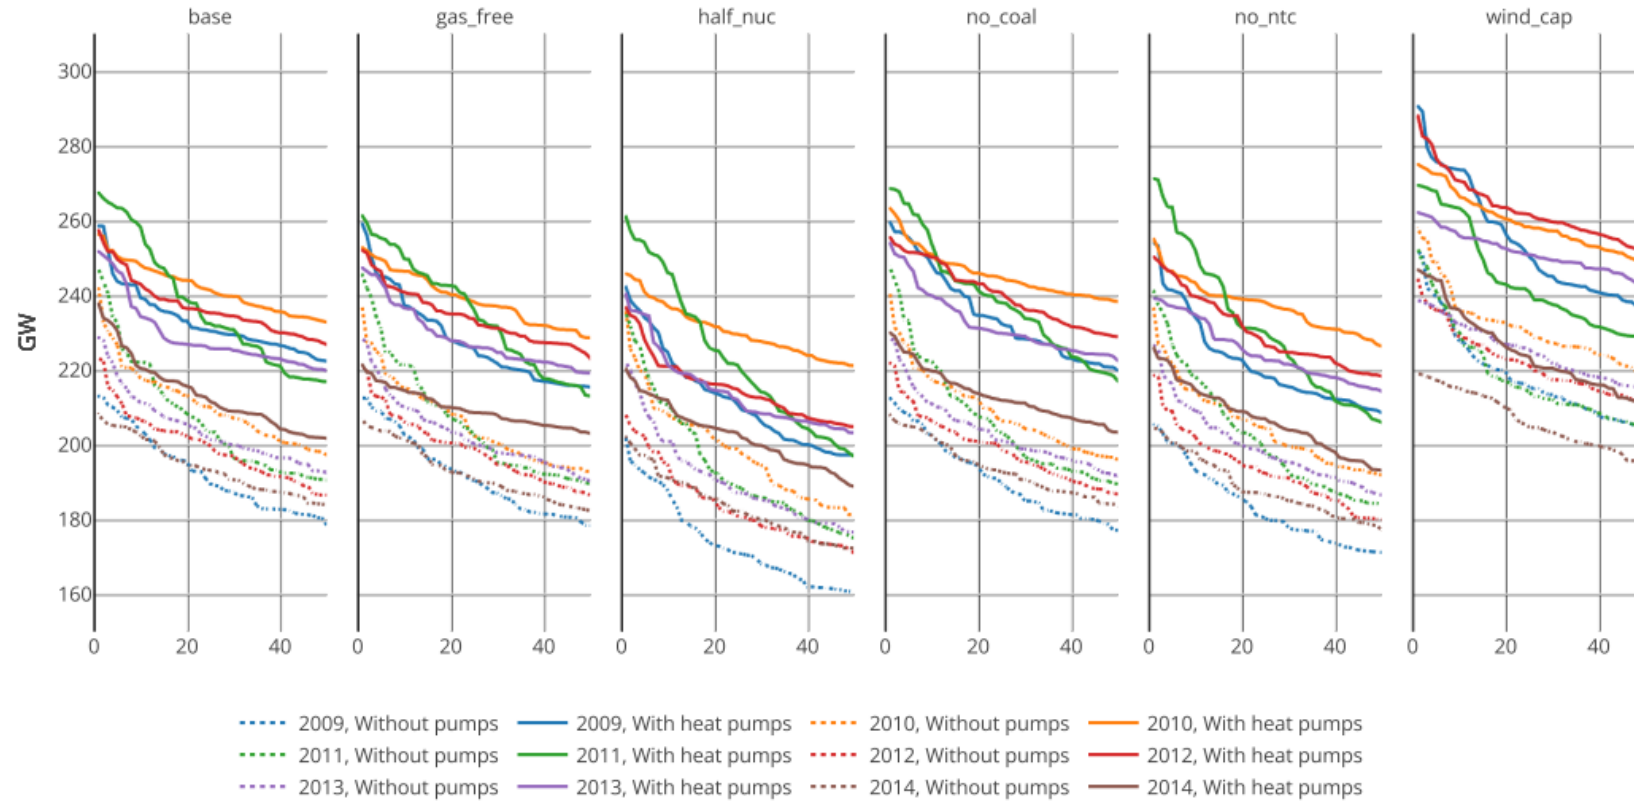 base gas_free half_nuc no_coal no_ntc wind_cap
300
280
260
240
220
200
180
160
GW
0 20 40 0 20 40 0 20 40 0 20 40 0 20 40 0 20 40
2009, Without pumps 2009, With heat pumps 2010, Without pumps 2010, With heat pumps
2011, Without pumps 2011, With heat pumps 2012, Without pumps 2012, With heat pumps
2013, Without pumps 2013, With heat pumps 2014, Without pumps 2014, With heat pumps